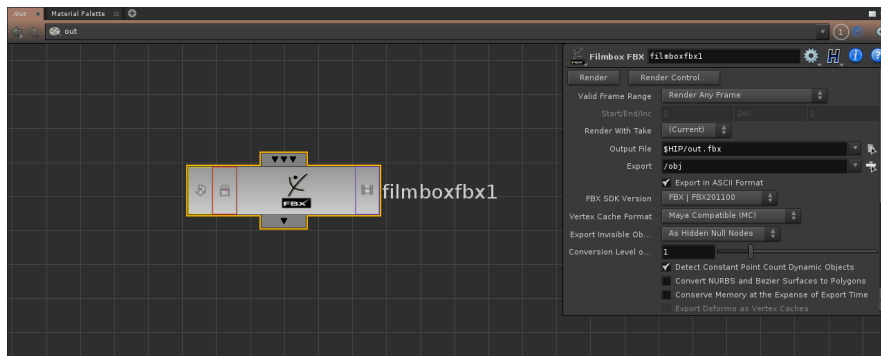 /out
Material Palette
out
1
Filmbox FBX filmboxfbx1
Render
Render Control...
Valid Frame Range Render Any Frame
Start/End/Inc 1 240 1
Render With Take (Current)
Output File $HIP/out.fbx
Export /obj
Export in ASCII Format
FBX SDK Version FBX | FBX201100
Vertex Cache Format Maya Compatible (MC)
Export Invisible Ob... As Hidden Null Nodes
Conversion Level o... 1
Detect Constant Point Count Dynamic Objects
Convert NURBS and Bezier Surfaces to Polygons
Conserve Memory at the Expense of Export Time
Export Deforms as Vertex Caches
FBX
filmboxfbx1